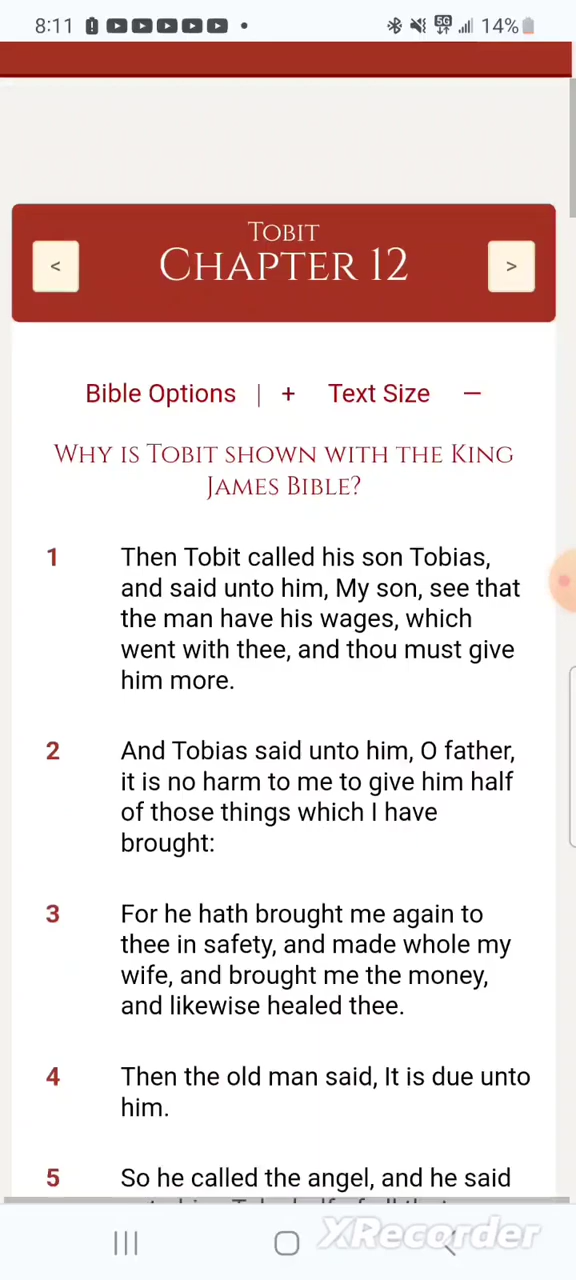 8:11
5G
14%
TOBIT
CHAPTER 12
<
>
Bible Options | + Text Size —
WHY IS TOBIT SHOWN WITH THE KING
JAMES BIBLE?
1 Then Tobit called his son Tobias,
and said unto him, My son, see that
the man have his wages, which
went with thee, and thou must give
him more.
2 And Tobias said unto him, O father,
it is no harm to me to give him half
of those things which I have
brought:
3 For he hath brought me again to
thee in safety, and made whole my
wife, and brought me the money,
and likewise healed thee.
4 Then the old man said, It is due unto
him.
5 So he called the angel, and he said
XRecorder